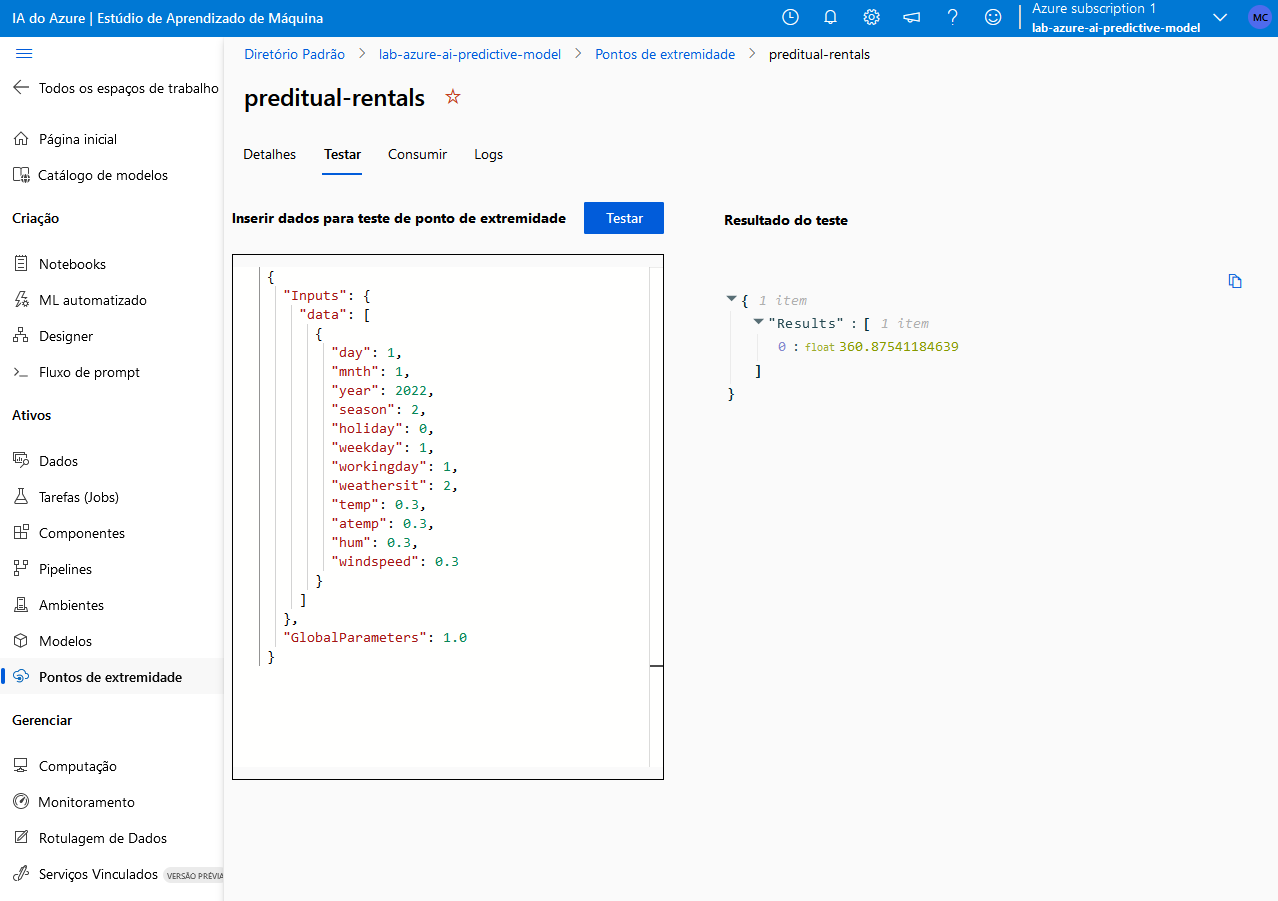 IA do Azure | Estúdio de Aprendizado de Máquina
Azure subscription 1
lab-azure-ai-predictive-model
MC
Todos os espaços de trabalho
Página inicial
Catálogo de modelos
Criação
Notebooks
ML automatizado
Designer
Fluxo de prompt
Ativos
Dados
Tarefas (Jobs)
Componentes
Pipelines
Ambientes
Modelos
Pontos de extremidade
Gerenciar
Computação
Monitoramento
Rotulagem de Dados
Serviços Vinculados VERSÃO PRÉVIA
Diretório Padrão > lab-azure-ai-predictive-model > Pontos de extremidade > preditual-rentals
preditual-rentals
Detalhes Testar Consumir Logs
Inserir dados para teste de ponto de extremidade Testar
{
"Inputs": {
"data": [
{
"day": 1,
"mnth": 1,
"year": 2022,
"season": 2,
"holiday": 0,
"weekday": 1,
"workingday": 1,
"weathersit": 2,
"temp": 0.3,
"atemp": 0.3,
"hum": 0.3,
"windspeed": 0.3
}
]
},
"GlobalParameters": 1.0
}
Resultado do teste
{ 1 item
"Results" : [ 1 item
0 : float 360.87541184639
]
}